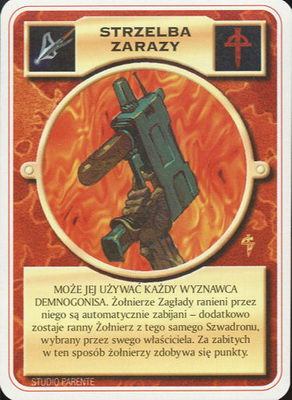 STRZELBA
ZARAZY
MOŻE JEJ UŻYWAĆ KAŻDY WYZNAWCA
DEMNOGONISA. Żołnierze Zagłady ranieni przez
niego są automatycznie zabijani – dodatkowo
zostaje ranny Żołnierz z tego samego Szwadronu,
wybrany przez swego właściciela. Za zabitych
w ten sposób żołnierzy zdobywa się punkty.
STUDIO PARENTE